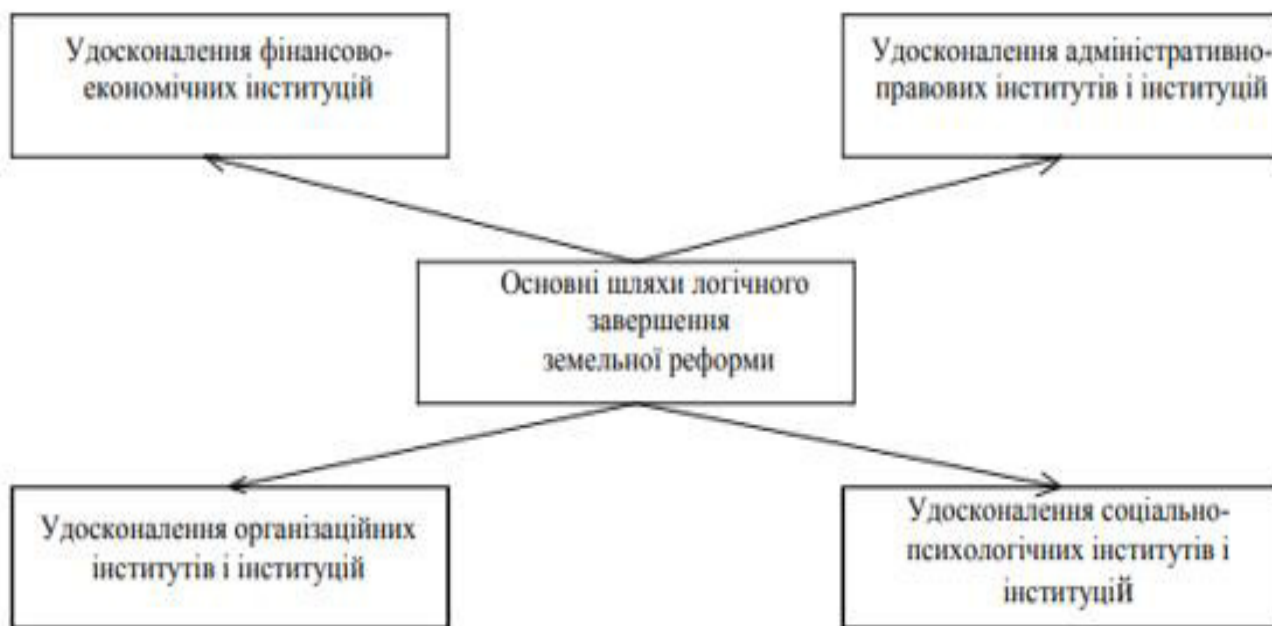 Удосконалення фінансово-
економічних інституцій
Удосконалення адміністративно-
правових інститутів і інституцій
Основні шляхи логічного
завершення
земельної реформи
Удосконалення організаційних
інститутів і інституцій
Удосконалення соціально-
психологічних інститутів і
інституцій